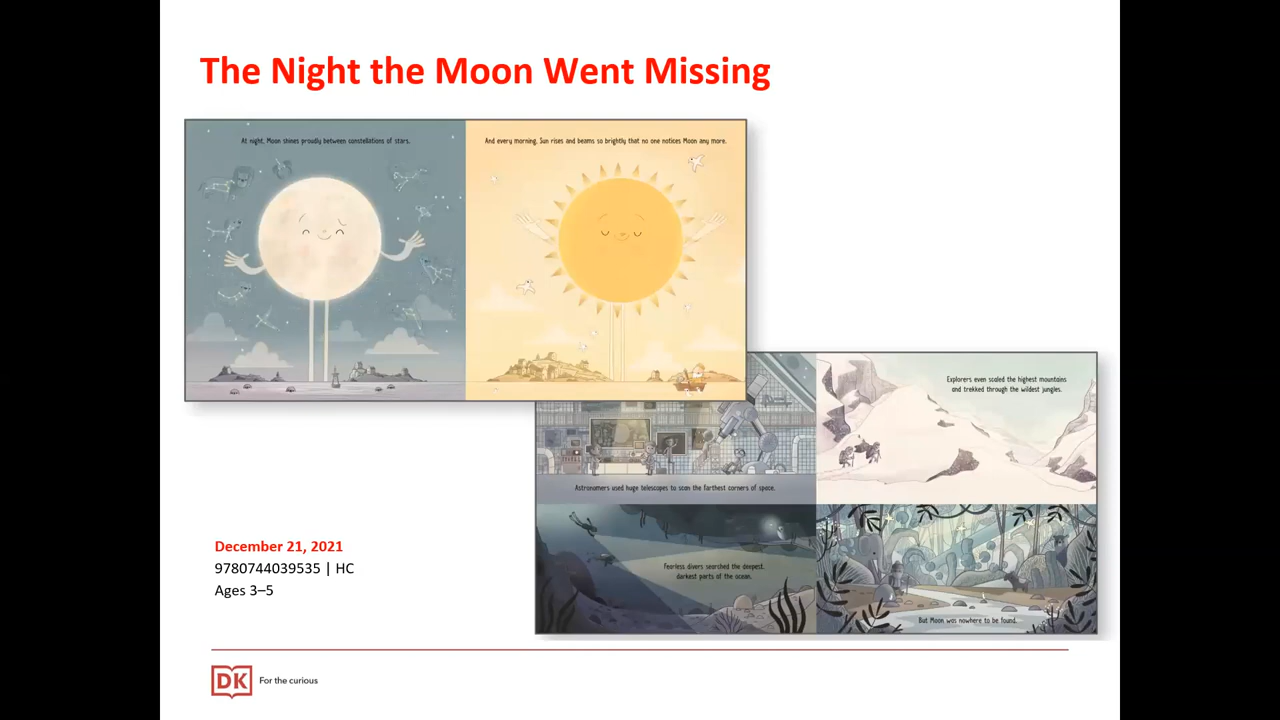 The Night the Moon Went Missing
At night, Moon shines proudly between constellations of stars.
And every morning, Sun rises and beams so brightly that no one notices Moon any more.
Astronomers used huge telescopes to scan the farthest corners of space.
Explorers even scaled the highest mountains
and trekked through the wildest jungles.
Fearless divers searched the deepest,
darkest parts of the ocean.
But Moon was nowhere to be found.
December 21, 2021
9780744039535 | HC
Ages 3–5
DK
For the curious